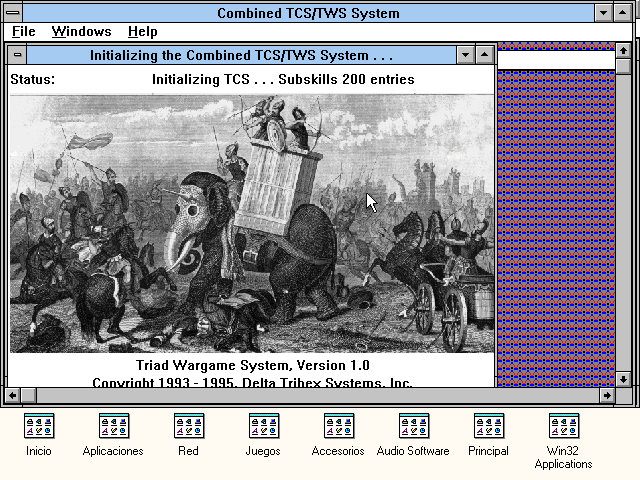 Combined TCS/TWS System
File Windows Help
Initializing the Combined TCS/TWS System . . .
Status: Initializing TCS . . . Subskills 200 entries
Triad Wargame System, Version 1.0
Copyright 1993 - 1995, Delta Tribex Systems, Inc.
Inicio Aplicaciones Red Juegos Accesorios Audio Software Principal Win32
Applications